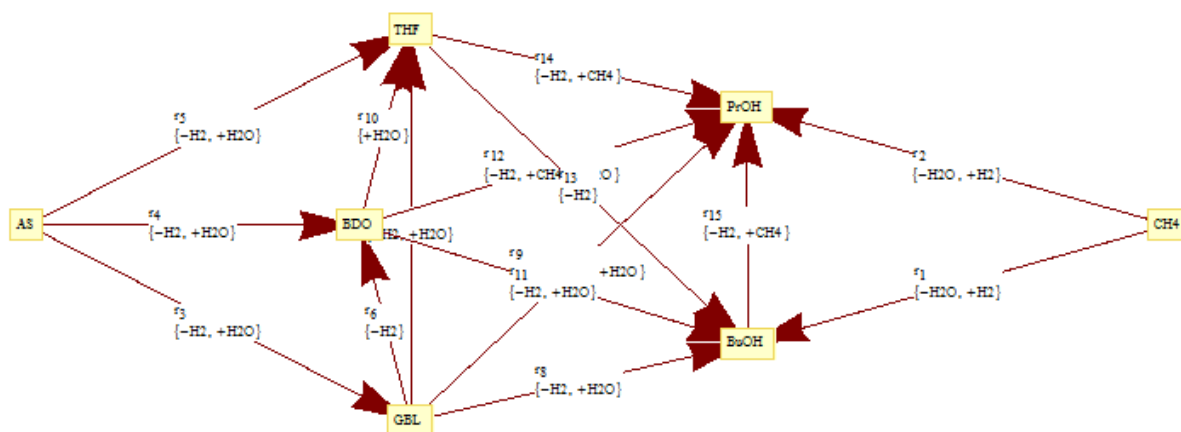 THF
r14
{−H2, +CH4}
PrOH
r5
{−H2, +H2O}
r10
{+H2O}
r12
{−H2, +CH4
r13
{−H2}
r2
{−H2O, +H2}
AS
r4
{−H2, +H2O}
BDO
H2, +H2O}
r15
{−H2, +CH4}
CH4
r9
r11
{−H2, +H2O}
+H2O}
r1
{−H2O, +H2}
r3
{−H2, +H2O}
r6
{−H2}
BuOH
r8
{−H2, +H2O}
GBL